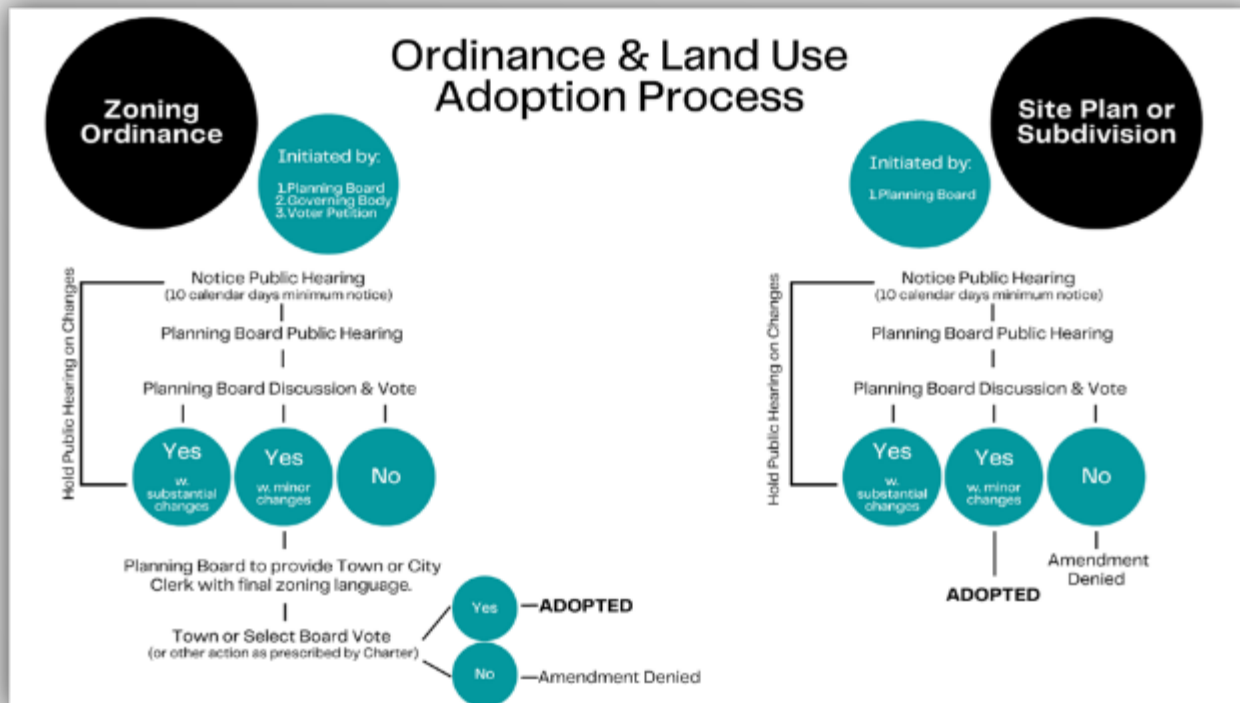 Ordinance & Land Use
Adoption Process
Zoning
Ordinance
Initiated by:
1.Planning Board
2.Governing Body
3.Voter Petition
Hold Public Hearing on Changes
Notice Public Hearing
(10 calendar days minimum notice)
Planning Board Public Hearing
Planning Board Discussion & Vote
Yes
w.
substantial
changes
Yes
w. minor
changes
No
Planning Board to provide Town or City
Clerk with final zoning language.
Town or Select Board Vote
(or other action as prescribed by Charter)
Yes
ADOPTED
No
Amendment Denied
Site Plan or
Subdivision
Initiated by:
1.Planning Board
Hold Public Hearing on Changes
Notice Public Hearing
(10 calendar days minimum notice)
Planning Board Public Hearing
Planning Board Discussion & Vote
Yes
w.
substantial
changes
Yes
w. minor
changes
No
ADOPTED
Amendment
Denied